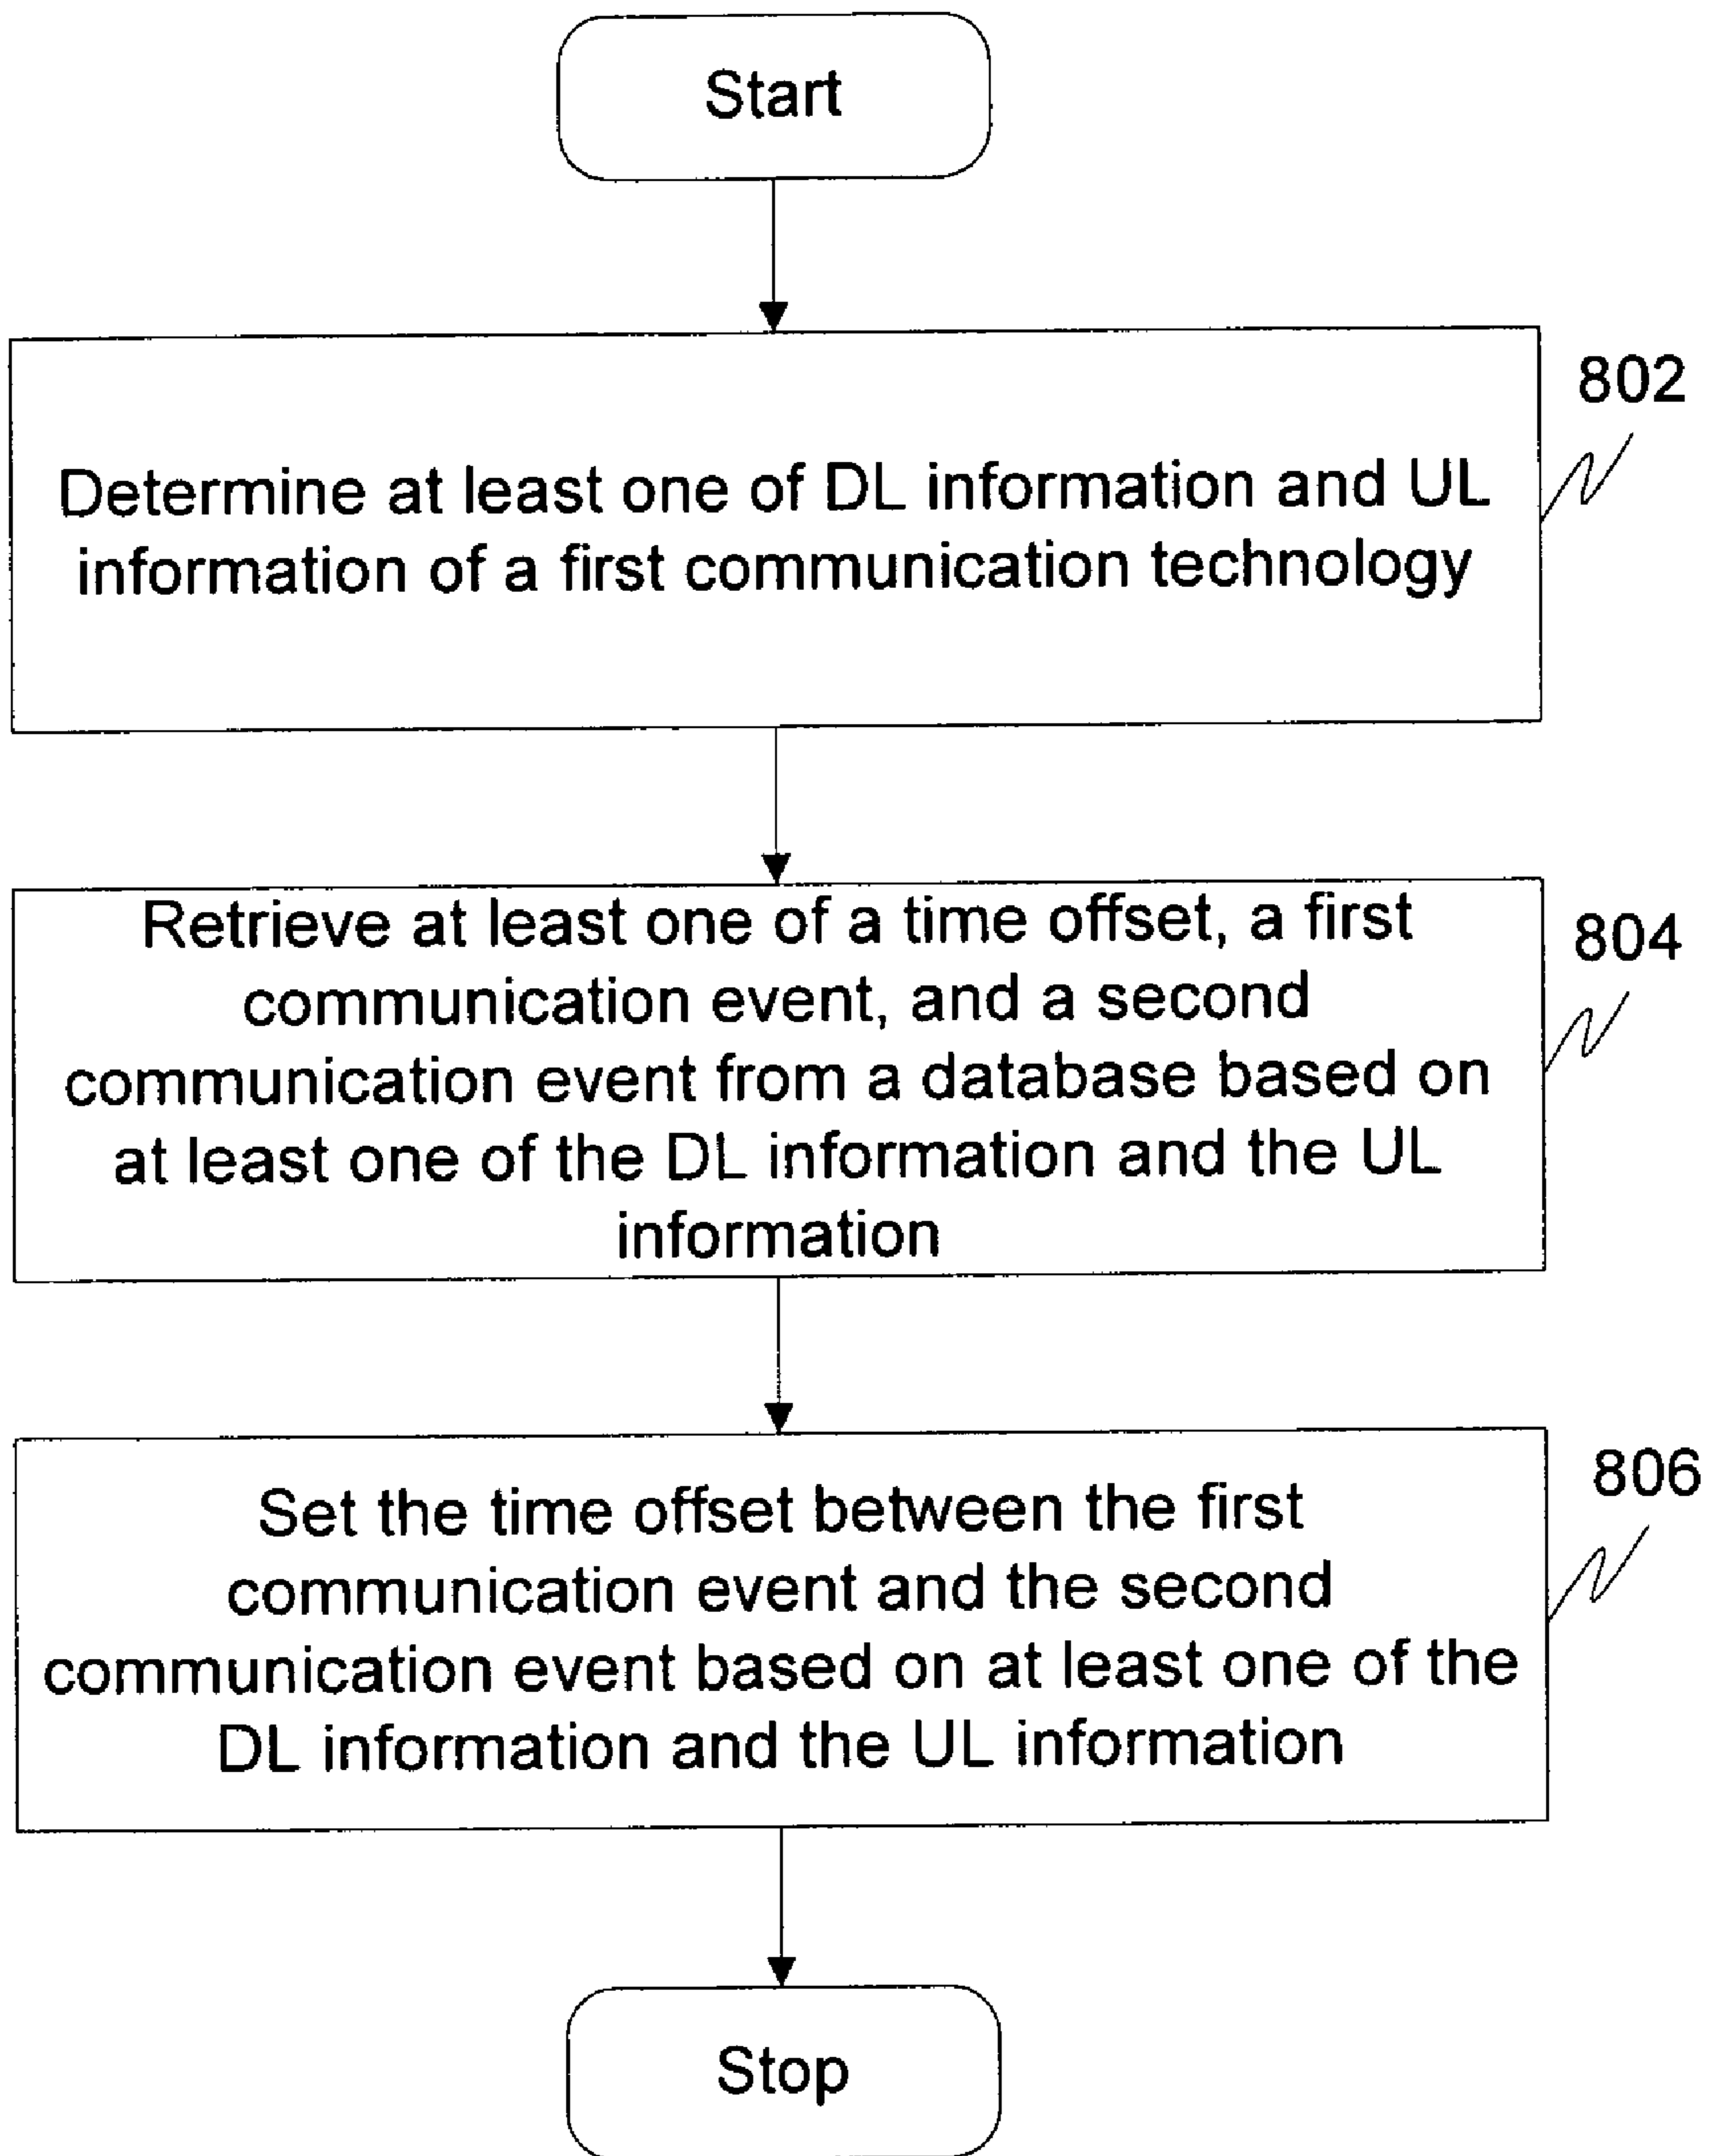 Start
802
Determine at least one of DL information and UL
information of a first communication technology
804
Retrieve at least one of a time offset, a first
communication event, and a second
communication event from a database based on
at least one of the DL information and the UL
information
806
Set the time offset between the first
communication event and the second
communication event based on at least one of the
DL information and the UL information
Stop